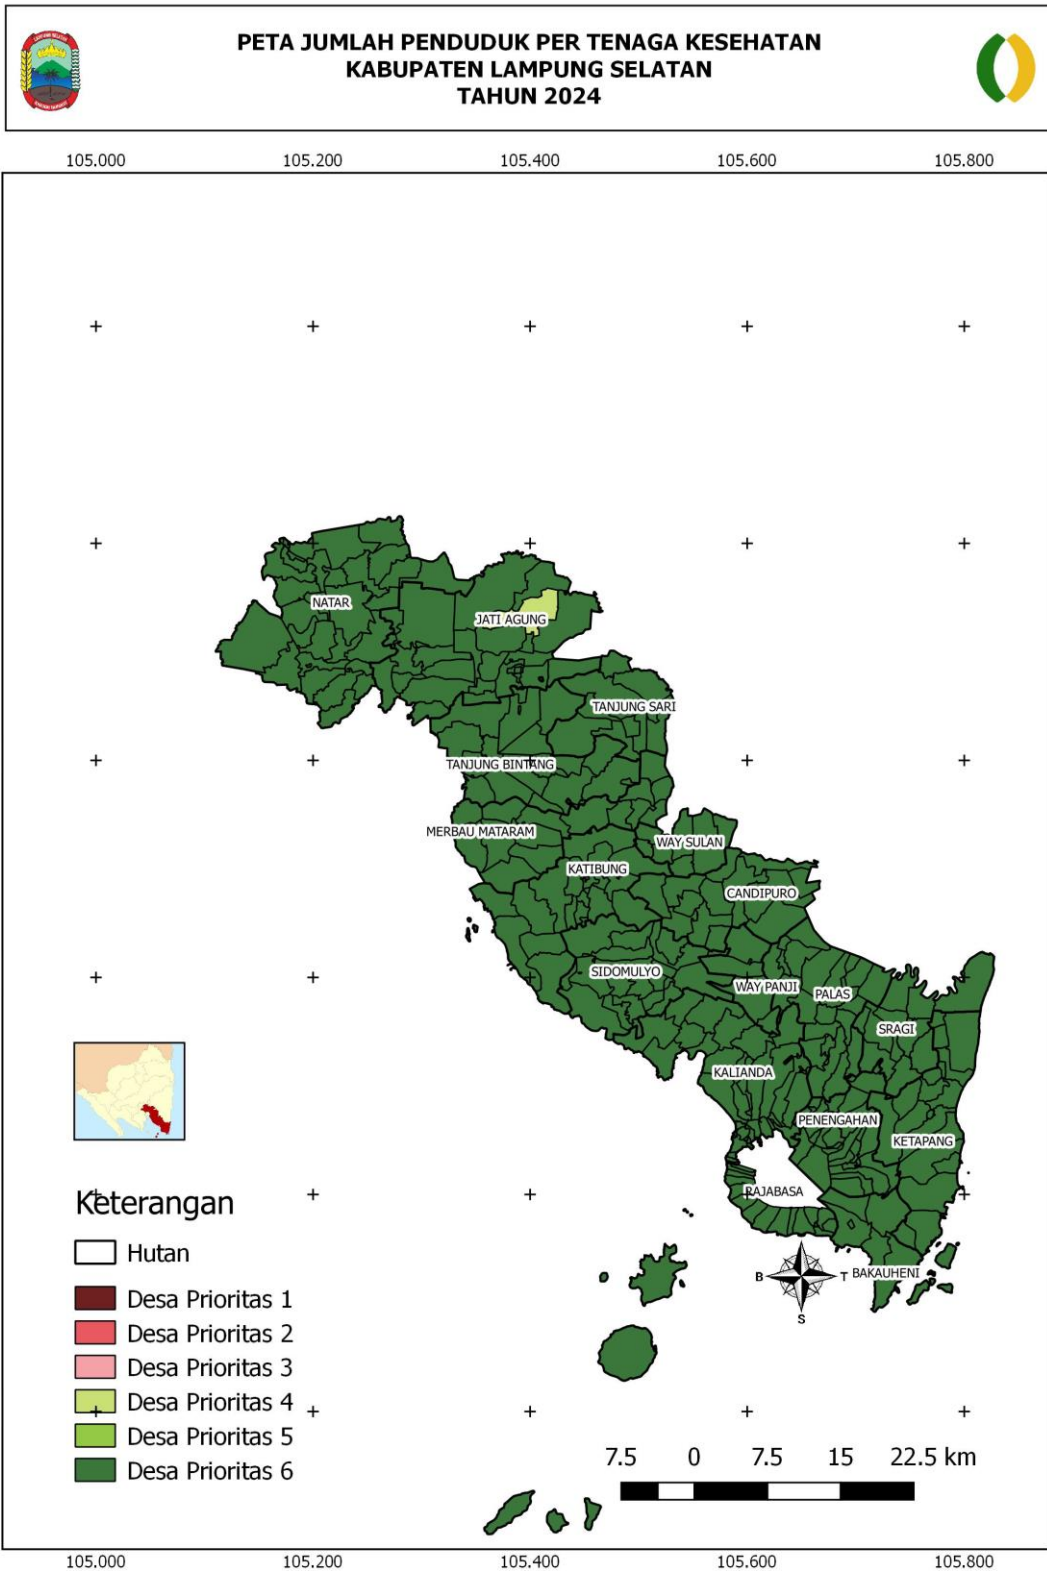 PETA JUMLAH PENDUDUK PER TENAGA KESEHATAN
KABUPATEN LAMPUNG SELATAN
TAHUN 2024
105.000 105.200 105.400 105.600 105.800
NATAR
JATI AGUNG
TANJUNG SARI
TANJUNG BINTANG
MERBAU MATARAM
WAY SULAN
KATIBUNG
CANDIPURO
SIDOMULYO
WAY PANJI
PALAS
SRAGI
KALIANDA
PENENGAHAN
KETAPANG
RAJABASA
BAKAUHENI
B T
S
Keterangan
Hutan
Desa Prioritas 1
Desa Prioritas 2
Desa Prioritas 3
Desa Prioritas 4
Desa Prioritas 5
Desa Prioritas 6
7.5 0 7.5 15 22.5 km
105.000 105.200 105.400 105.600 105.800